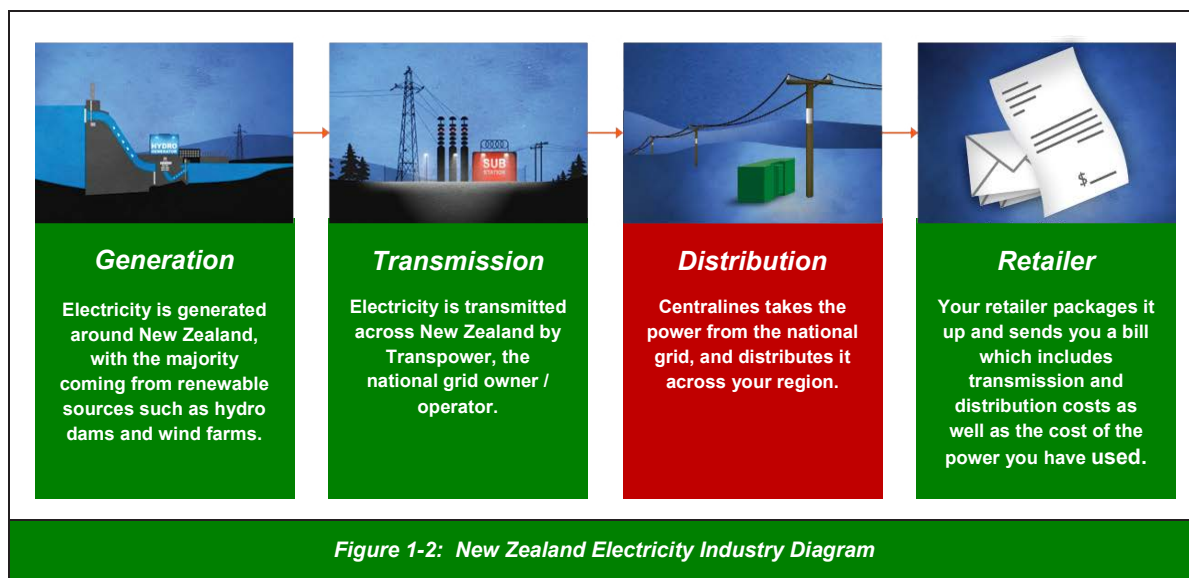 HYDRO
GENERATOR
SUB
STATION
$
Generation
Electricity is generated
around New Zealand,
with the majority
coming from renewable
sources such as hydro
dams and wind farms.
Transmission
Electricity is transmitted
across New Zealand by
Transpower, the
national grid owner /
operator.
Distribution
Centralines takes the
power from the national
grid, and distributes it
across your region.
Retailer
Your retailer packages it
up and sends you a bill
which includes
transmission and
distribution costs as
well as the cost of the
power you have used.
Figure 1-2: New Zealand Electricity Industry Diagram